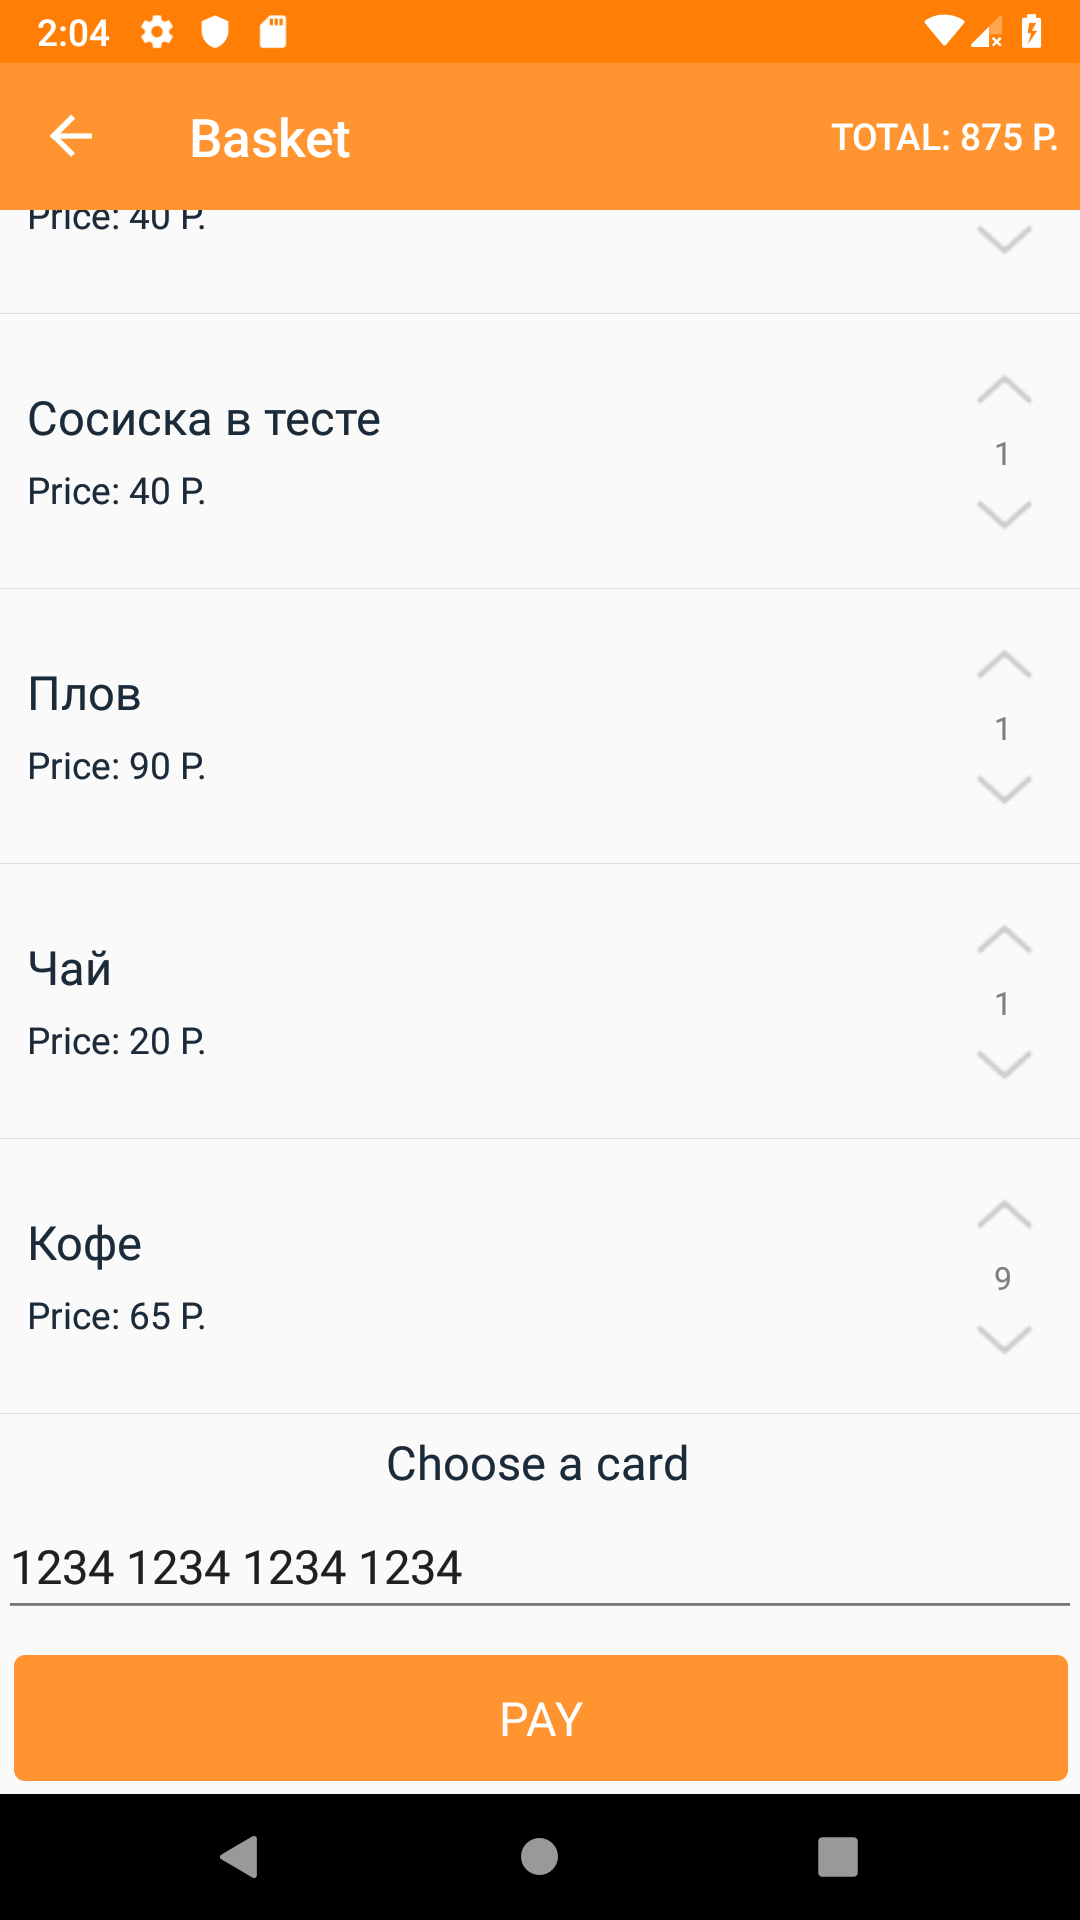 2:04
Basket
TOTAL: 875 P.
Price: 40 P.
Сосиска в тесте
1
Price: 40 P.
Плов
1
Price: 90 P.
Чай
1
Price: 20 P.
Кофе
9
Price: 65 P.
Choose a card
1234 1234 1234 1234
PAY